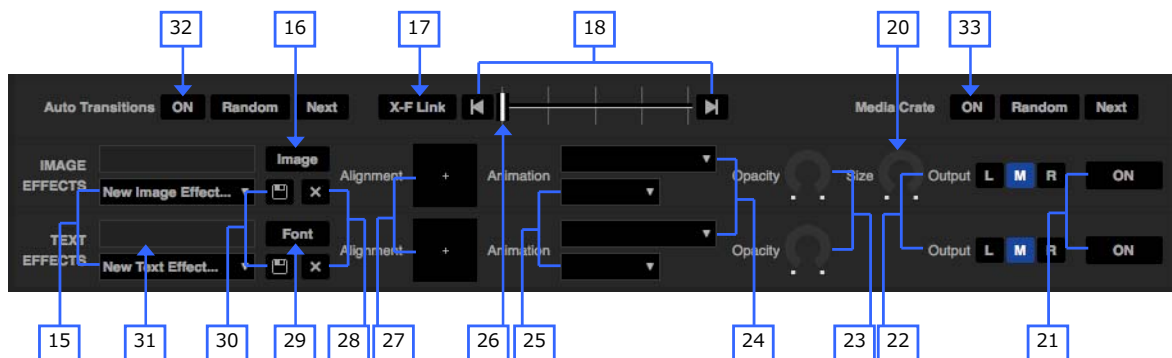 32 16 17 18 20 33
Auto Transitions ON Random Next X-F Link Media Crate ON Random Next
IMAGE EFFECTS
Image
New Image Effect...
Alignment
+
Animation
Opacity
Size
Output L M R ON
TEXT EFFECTS
Font
New Text Effect...
Alignment
+
Animation
Opacity
Output L M R ON
15 31 30 29 28 27 26 25 24 23 22 21